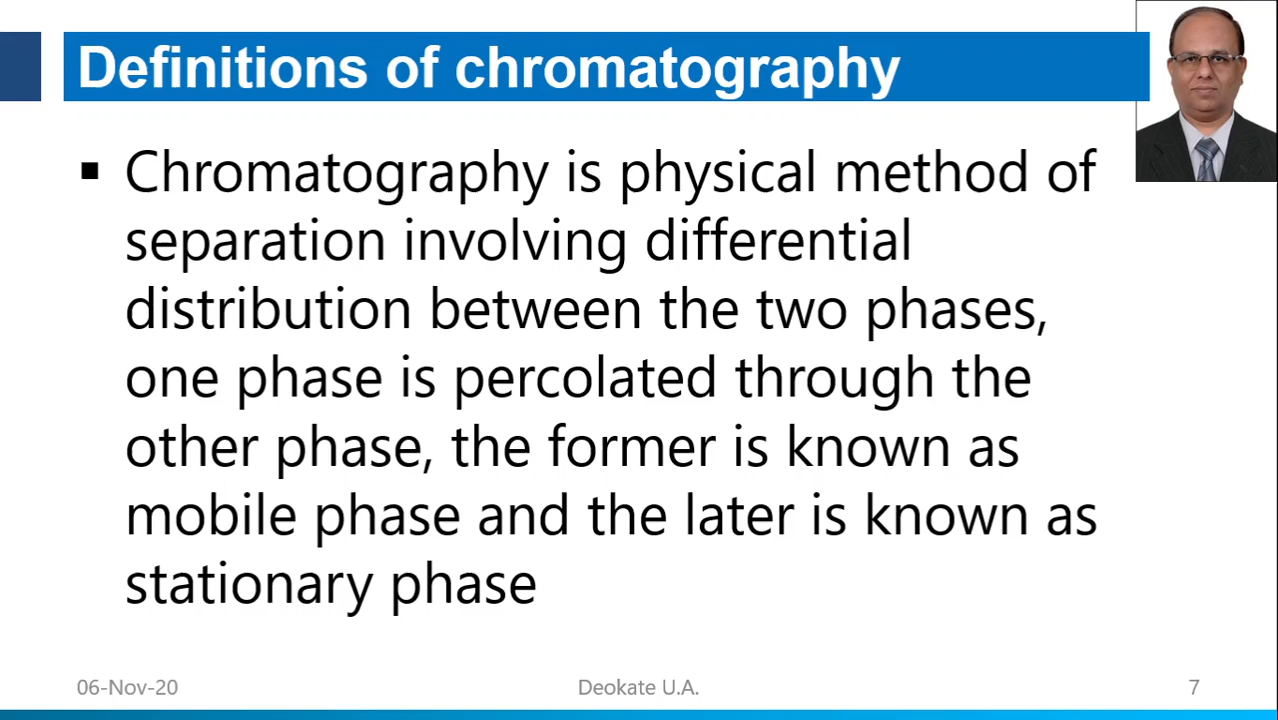 Definitions of chromatography
▪ Chromatography is physical method of
separation involving differential
distribution between the two phases,
one phase is percolated through the
other phase, the former is known as
mobile phase and the later is known as
stationary phase
06-Nov-20 Deokate U.A. 7